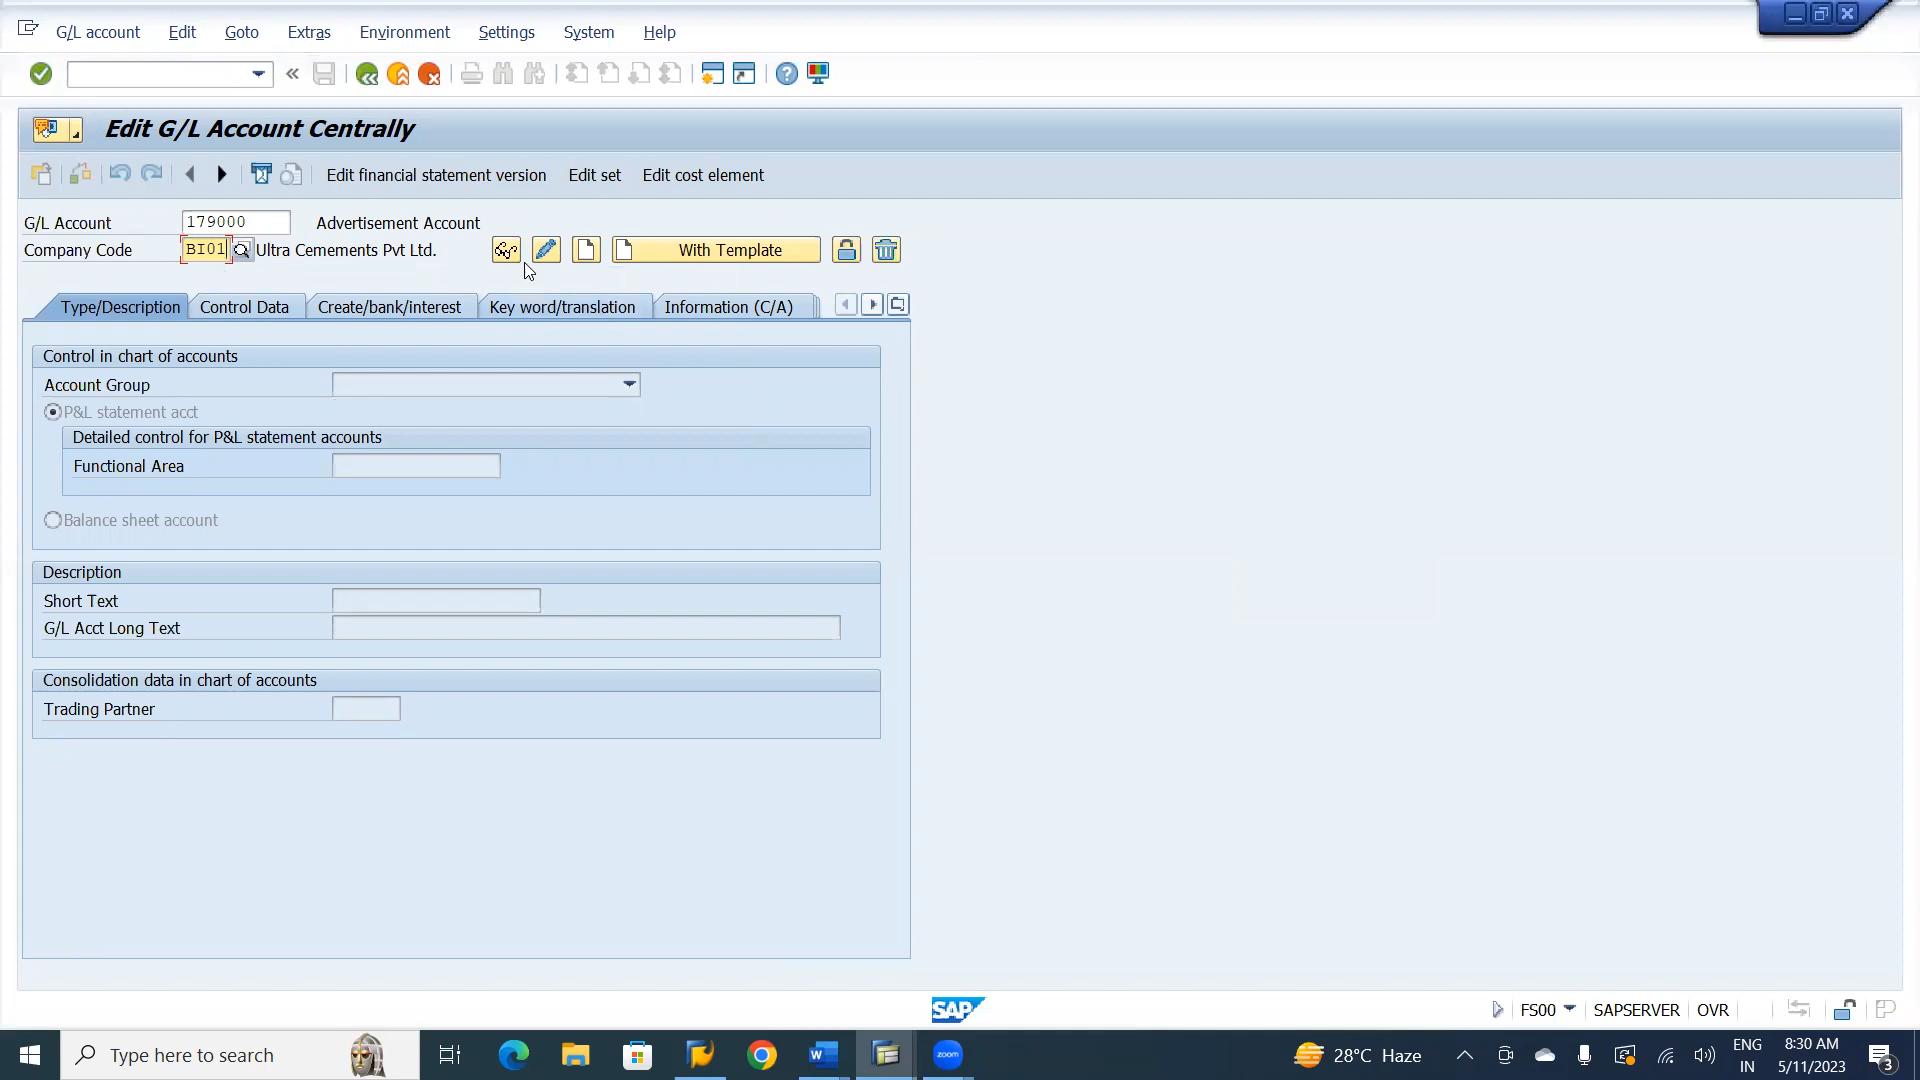 G/L account Edit Goto Extras Environment Settings System Help
Edit G/L Account Centrally
Edit financial statement version Edit set Edit cost element
G/L Account 179000 Advertisement Account
Company Code BI01 Ultra Cemements Pvt Ltd. With Template
Type/Description Control Data Create/bank/interest Key word/translation Information (C/A)
Control in chart of accounts
Account Group
P&L statement acct
Detailed control for P&L statement accounts
Functional Area
Balance sheet account
Description
Short Text
G/L Acct Long Text
Consolidation data in chart of accounts
Trading Partner
SAP FS00 SAPSERVER OVR
Type here to search zoom 28°C Haze ENG 8:30 AM
IN 5/11/2023 3